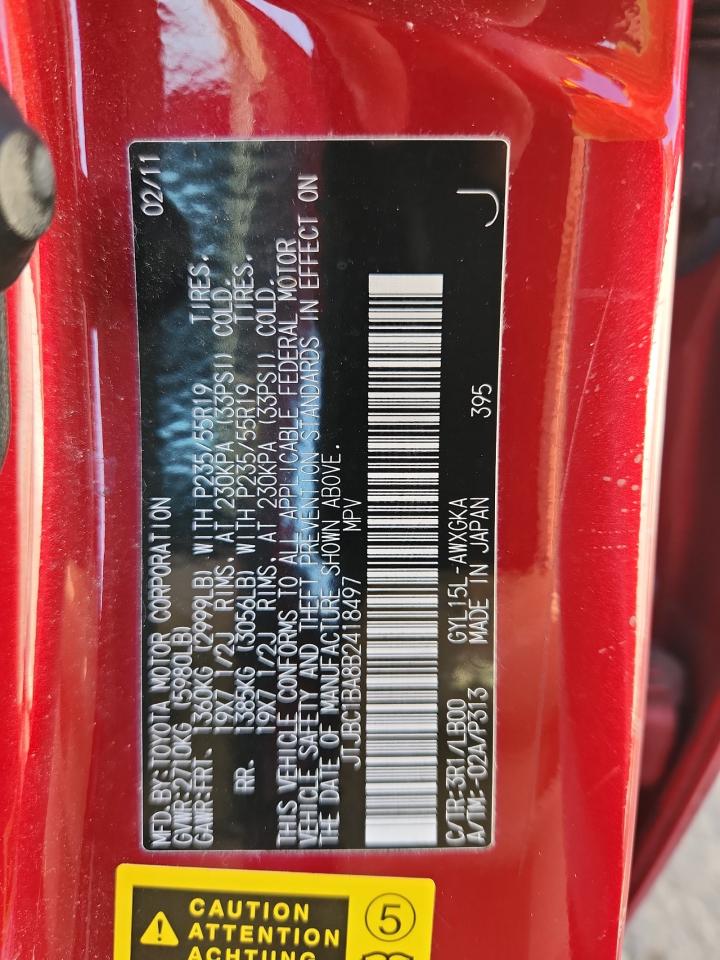 MFD. BY: TOYOTA MOTOR CORPORATION 02/11
GVWR-2710KG (5980LB)
GAWR-FRT- 1360KG (2999LB) WITH P235/55R19 TIRES.
19X7 1/2J RIMS, AT 230KPA (33PSI) COLD.
RR- 1385KG (3056LB) WITH P235/55R19 TIRES.
19X7 1/2J RIMS, AT 230KPA (33PSI) COLD.
THIS VEHICLE CONFORMS TO ALL APPLICABLE FEDERAL MOTOR
VEHICLE SAFETY AND THEFT PREVENTION STANDARDS IN EFFECT ON
THE DATE OF MANUFACTURE SHOWN ABOVE.
JTJBC1BA8B2418497 MPV
C/TR-3R1/LB00 GYL15L-AWXGKA J
A/TM-02A/P313 MADE IN JAPAN 395
CAUTION
ATTENTION
ACHTUNG
5